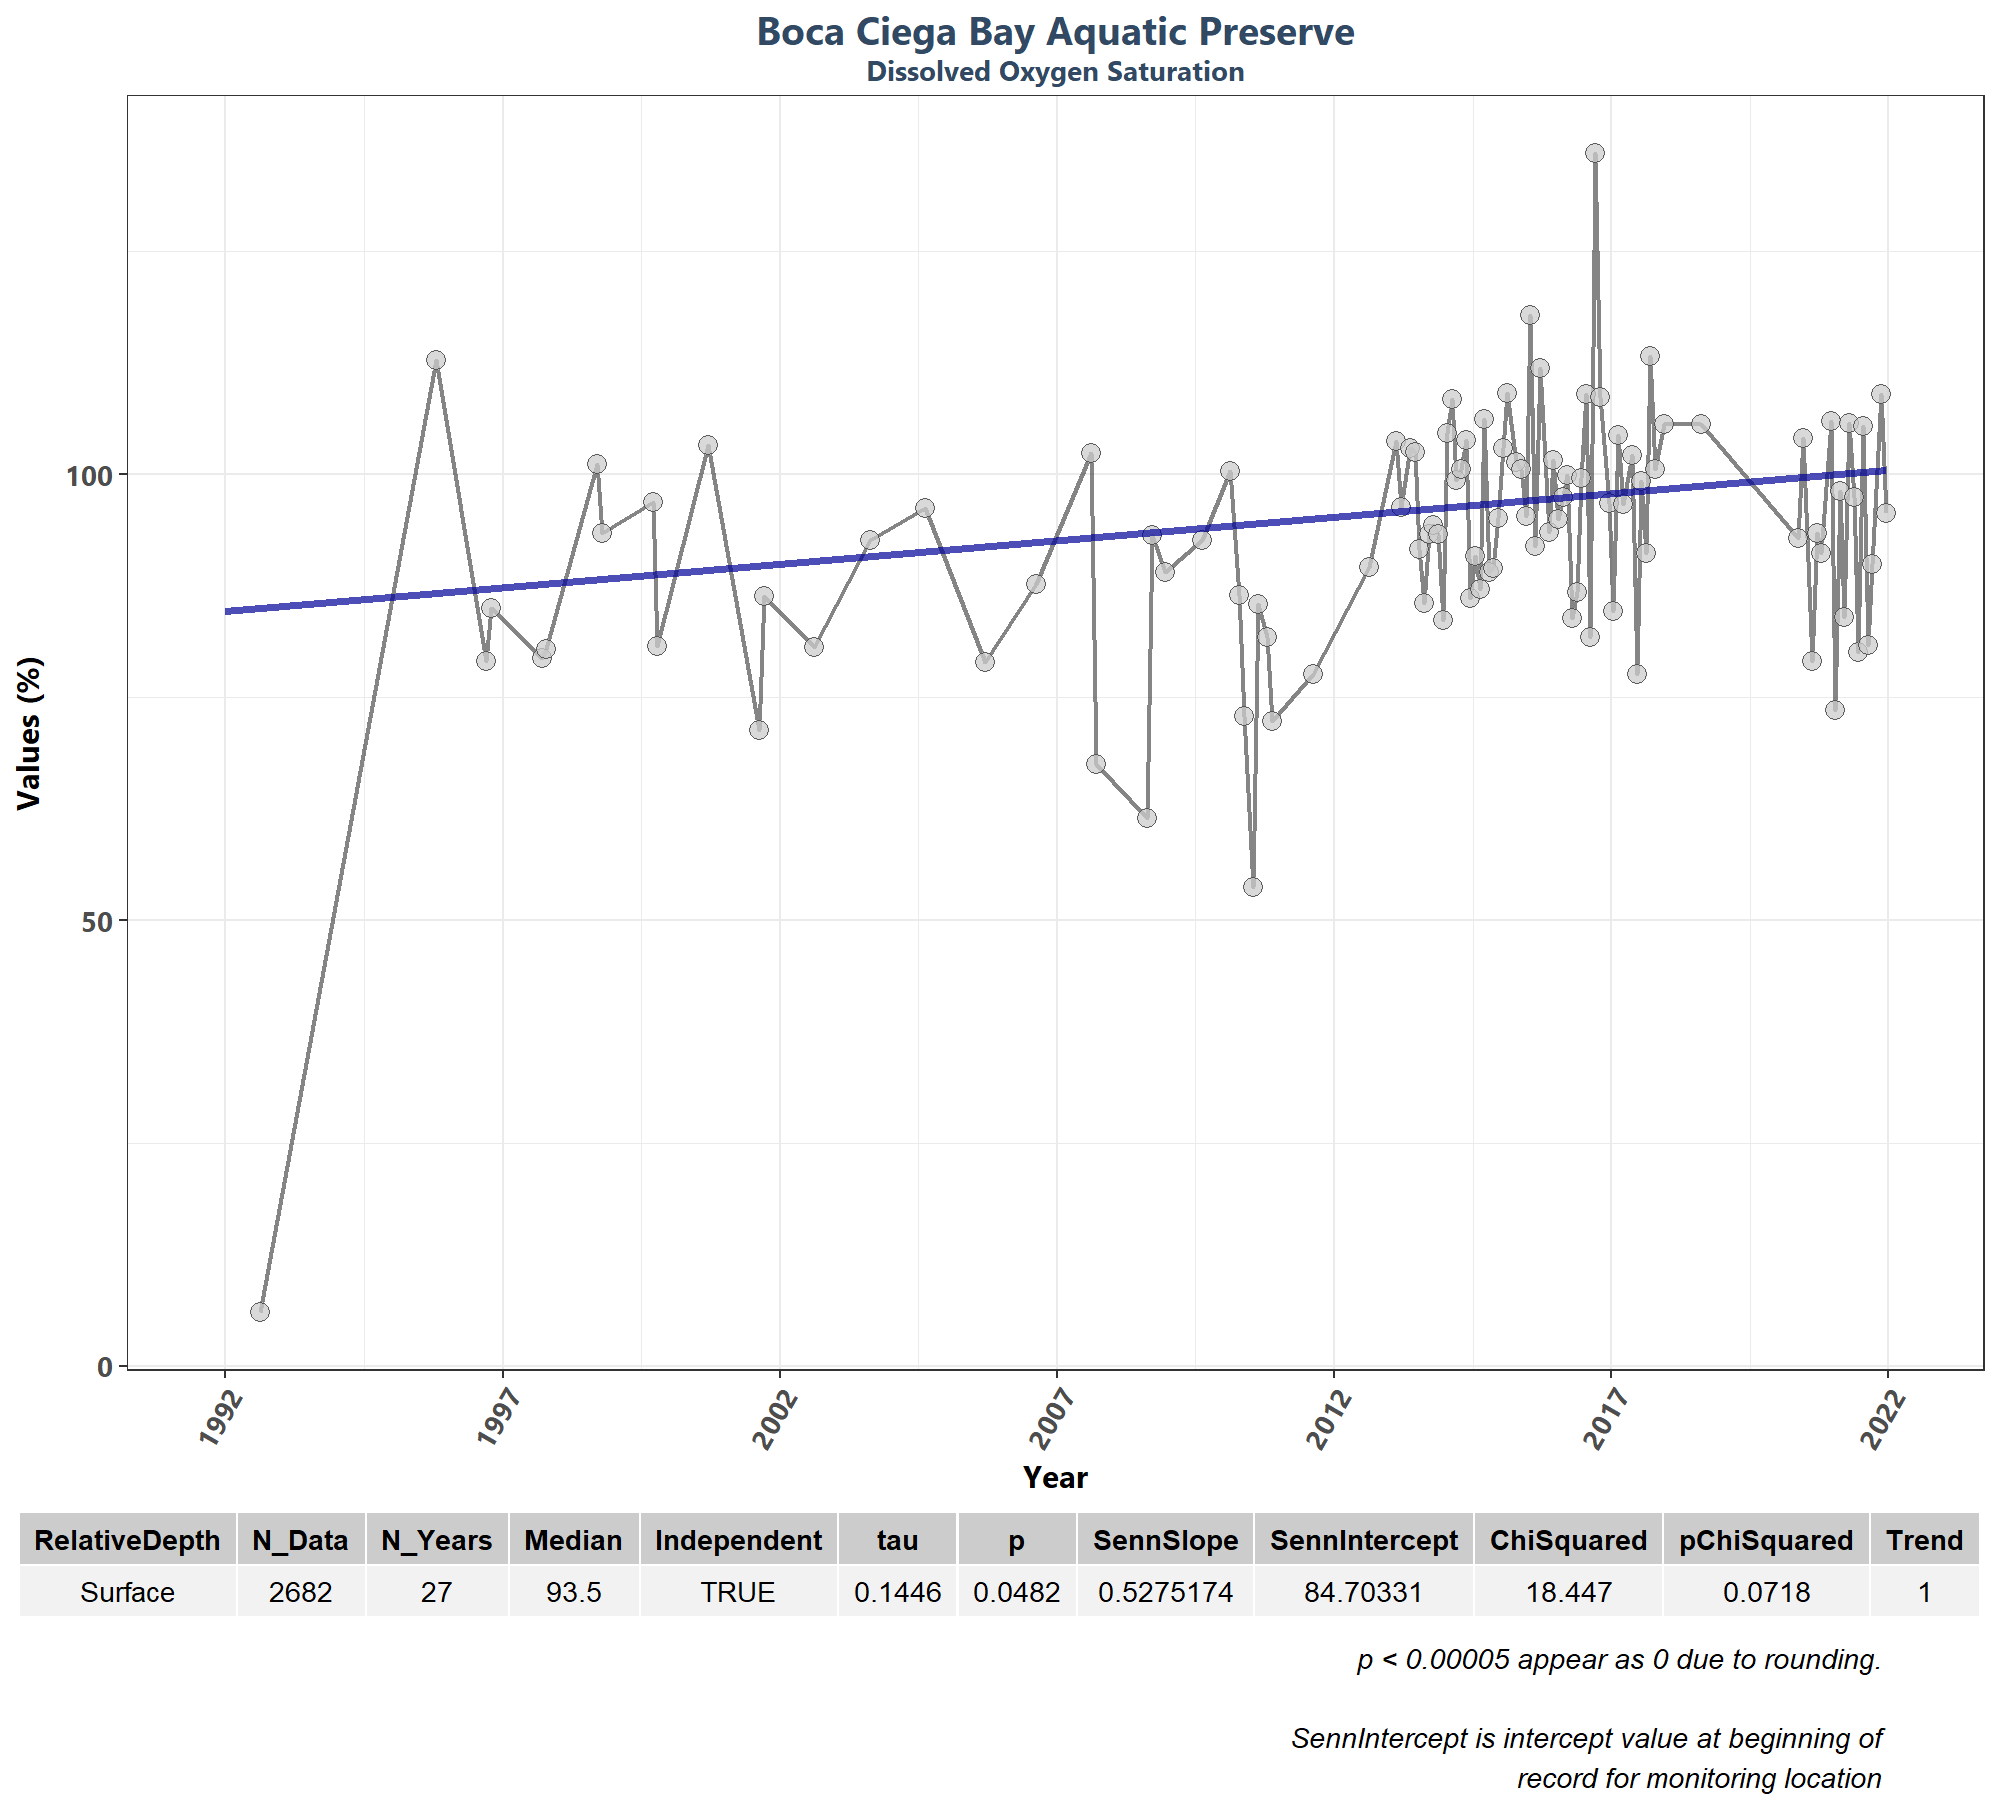 Boca Ciega Bay Aquatic Preserve
Dissolved Oxygen Saturation
Values (%)
100
50
0
1992 1997 2002 2007 2012 2017 2022
Year
RelativeDepth N_Data N_Years Median Independent tau p SennSlope SennIntercept ChiSquared pChiSquared Trend
Surface 2682 27 93.5 TRUE 0.1446 0.0482 0.5275174 84.70331 18.447 0.0718 1
p < 0.00005 appear as 0 due to rounding.
SennIntercept is intercept value at beginning of
record for monitoring location